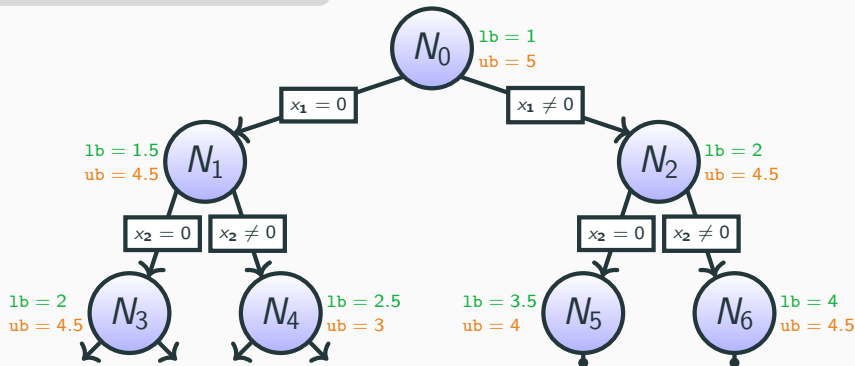 N₀
lb = 1
ub = 5
x₁ = 0
x₁ ≠ 0
N₁
lb = 1.5
ub = 4.5
N₂
lb = 2
ub = 4.5
x₂ = 0
x₂ ≠ 0
x₂ = 0
x₂ ≠ 0
lb = 2
ub = 4.5
N₃
N₄
lb = 2.5
ub = 3
lb = 3.5
ub = 4
N₅
N₆
lb = 4
ub = 4.5